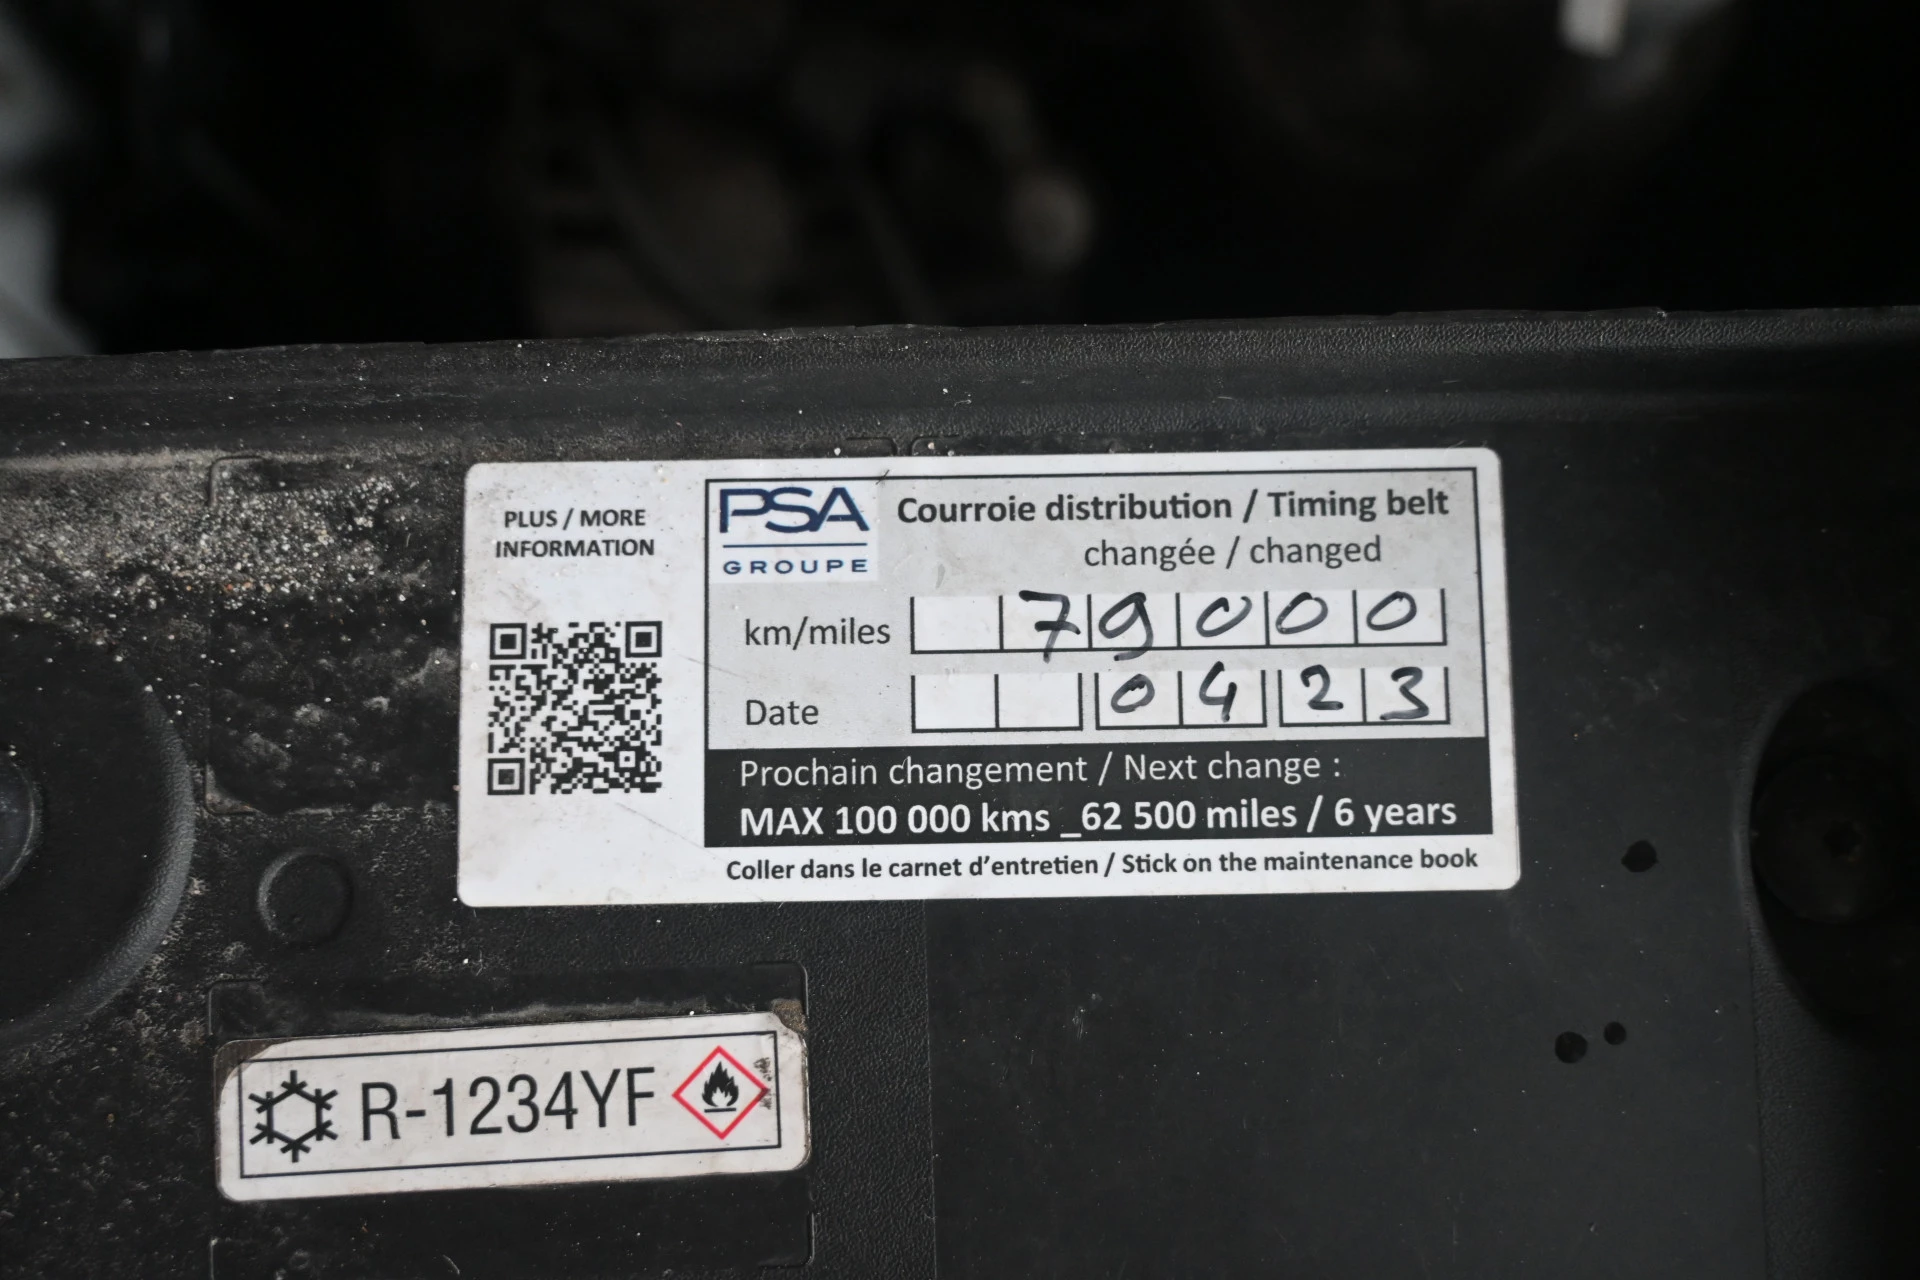 PLUS / MORE
INFORMATION
PSA
GROUPE
Courroie distribution / Timing belt
changée / changed
km/miles 79000
Date 04 23
Prochain changement / Next change :
MAX 100 000 kms _62 500 miles / 6 years
Coller dans le carnet d'entretien / Stick on the maintenance book
R-1234YF